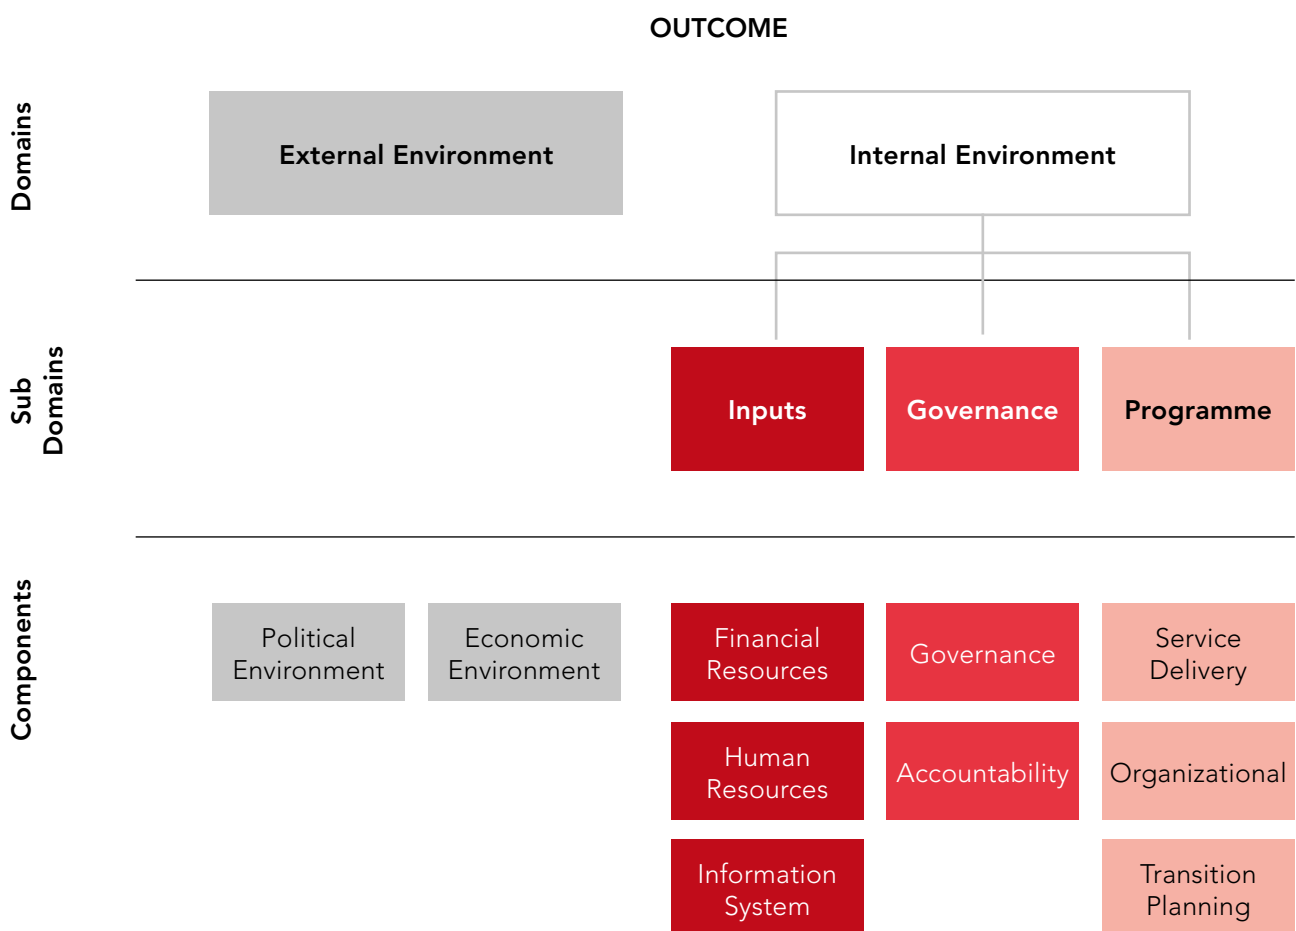 OUTCOME
Domains
External Environment
Internal Environment
Sub
Domains
Inputs
Governance
Programme
Components
Political
Environment
Economic
Environment
Financial
Resources
Governance
Service
Delivery
Human
Resources
Accountability
Organizational
Information
System
Transition
Planning